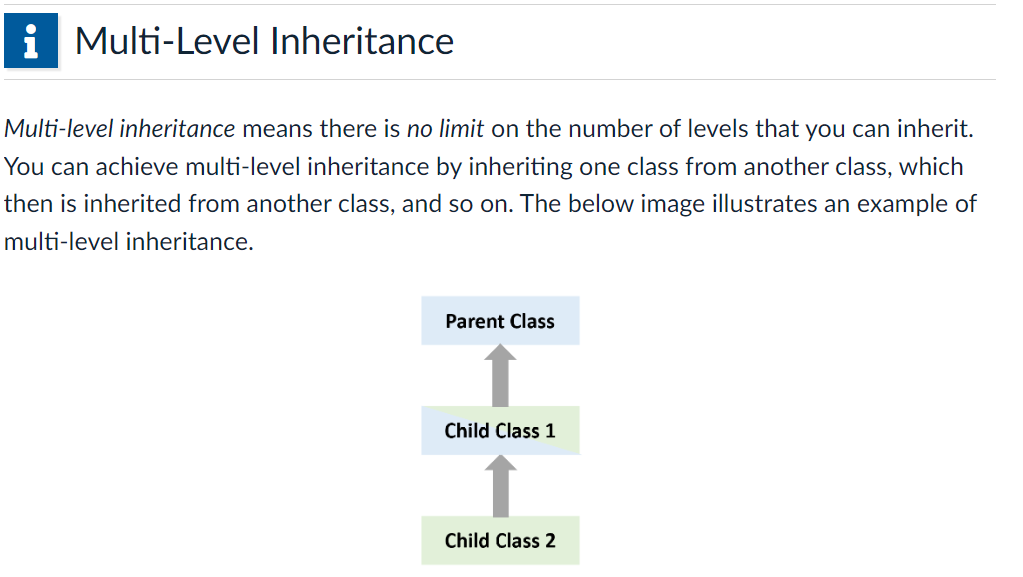 Multi-Level Inheritance
Multi-level inheritance means there is no limit on the number of levels that you can inherit.
You can achieve multi-level inheritance by inheriting one class from another class, which
then is inherited from another class, and so on. The below image illustrates an example of
multi-level inheritance.
Parent Class
Child Class 1
Child Class 2